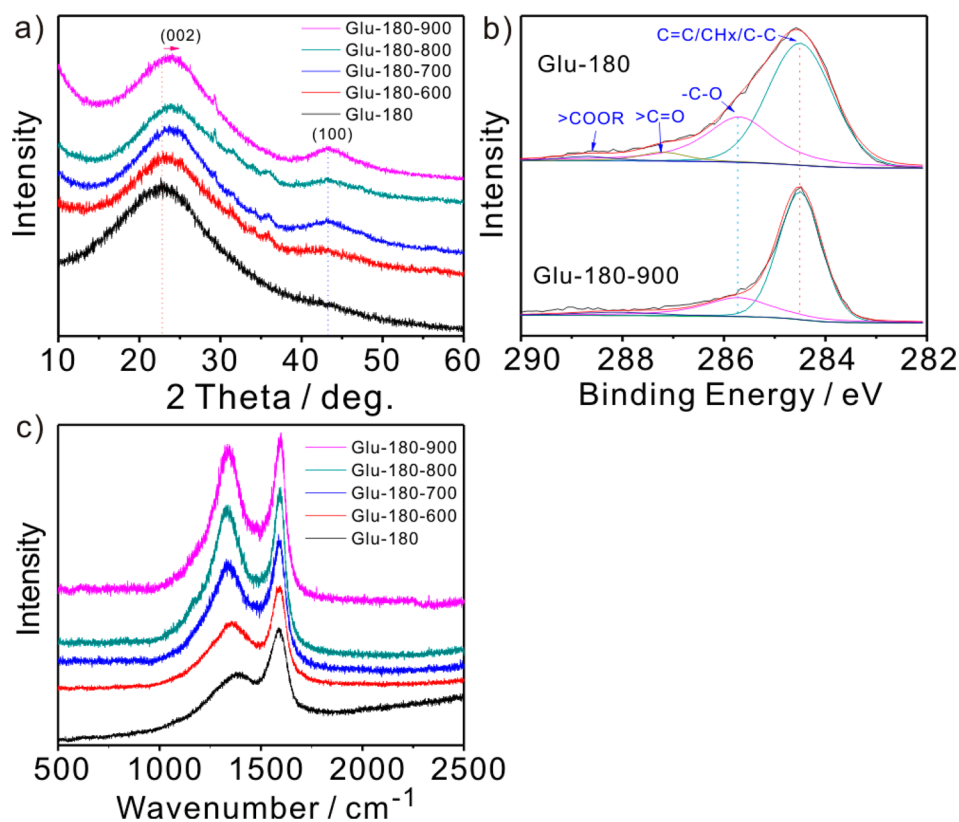 a)
(002)
Glu-180-900
Glu-180-800
Glu-180-700
Glu-180-600
Glu-180
(100)
Intensity
10 20 30 40 50 60
2 Theta / deg.
b)
C=C/CHx/C-C
Glu-180
-C-O
>COOR
>C=O
Glu-180-900
Intensity
290 288 286 284 282
Binding Energy / eV
c)
Glu-180-900
Glu-180-800
Glu-180-700
Glu-180-600
Glu-180
Intensity
500 1000 1500 2000 2500
Wavenumber / cm⁻¹